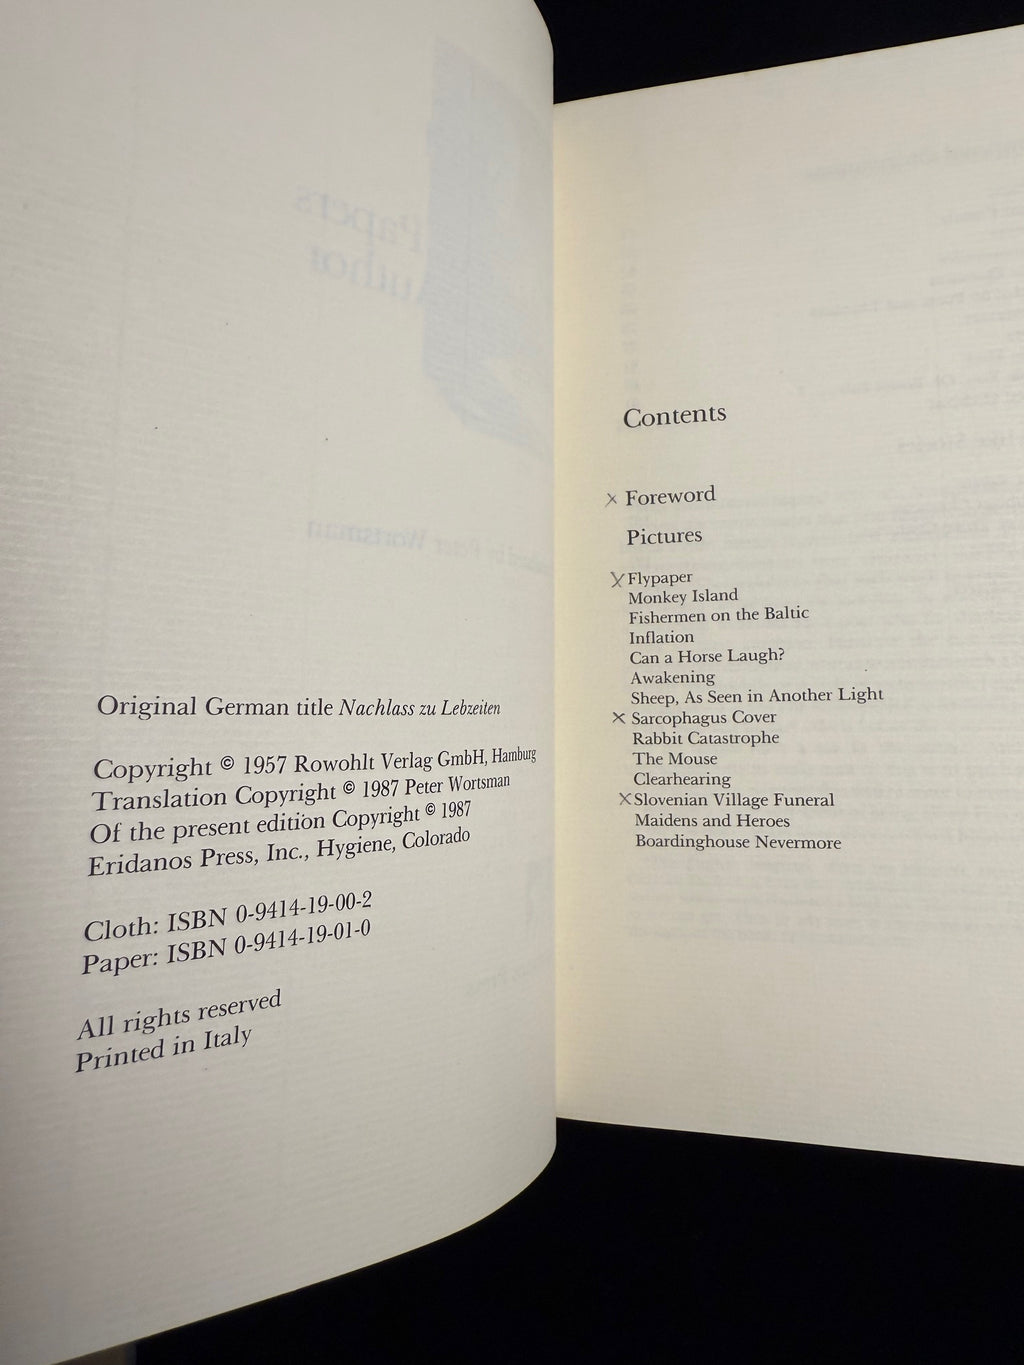 Original German title Nachlass zu Lebzeiten
Copyright © 1957 Rowohlt Verlag GmbH, Hamburg
Translation Copyright © 1987 Peter Wortsman
Of the present edition Copyright © 1987
Eridanos Press, Inc., Hygiene, Colorado
Cloth: ISBN 0-9414-19-00-2
Paper: ISBN 0-9414-19-01-0
All rights reserved
Printed in Italy
Contents
x Foreword
Pictures
x Flypaper
Monkey Island
Fishermen on the Baltic
Inflation
Can a Horse Laugh?
Awakening
Sheep, As Seen in Another Light
x Sarcophagus Cover
Rabbit Catastrophe
The Mouse
Clearhearing
x Slovenian Village Funeral
Maidens and Heroes
Boardinghouse Nevermore